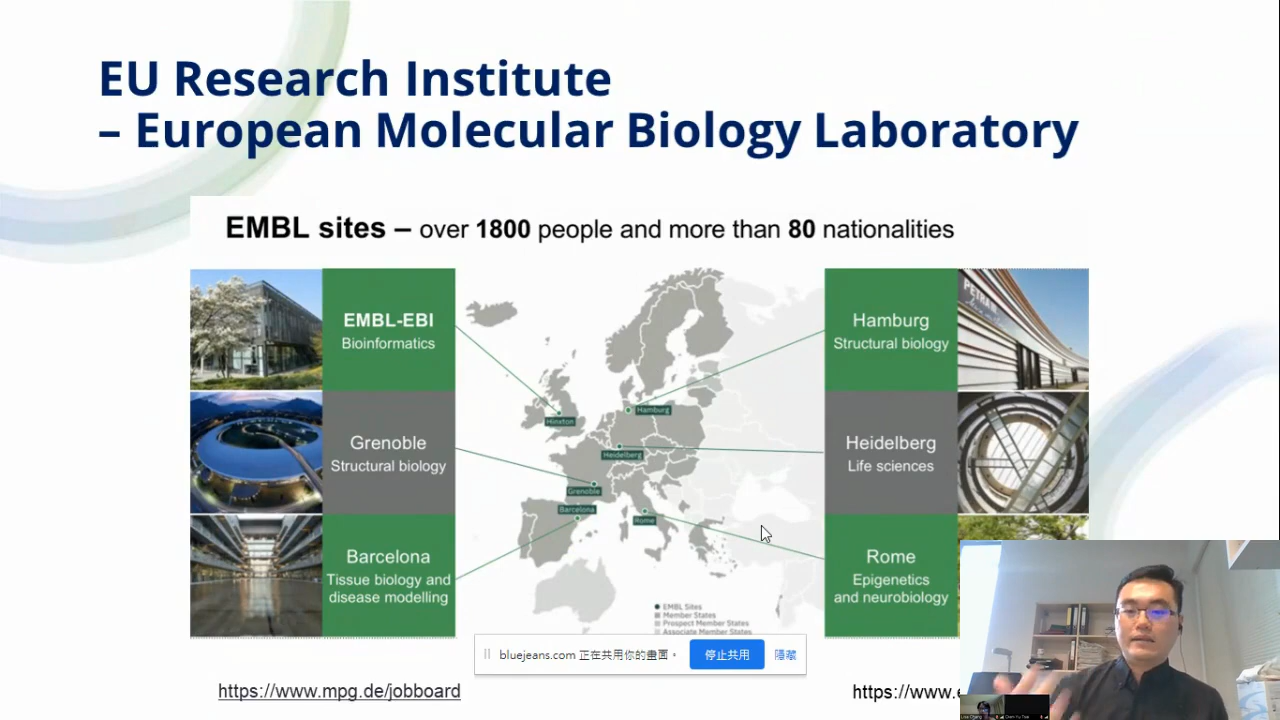 EU Research Institute
– European Molecular Biology Laboratory
EMBL sites – over 1800 people and more than 80 nationalities
EMBL-EBI
Bioinformatics
Grenoble
Structural biology
Barcelona
Tissue biology and
disease modelling
Hinxton
Hamburg
Heidelberg
Grenoble
Barcelona
Rome
EMBL Sites
Member States
Prospect Member States
Associate Member States
PETRA
Hamburg
Structural biology
Heidelberg
Life sciences
Rome
Epigenetics
and neurobiology
bluejeans.com 正在共用你的畫面。
停止共用
隱藏
https://www.mpg.de/jobboard
https://www.e